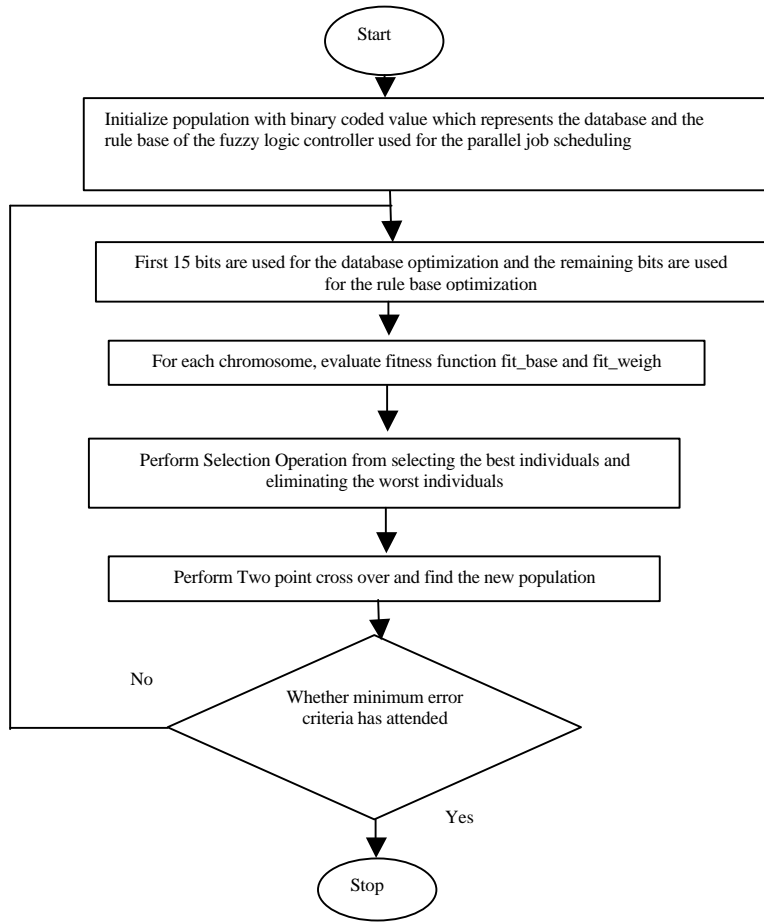 Start
Initialize population with binary coded value which represents the database and the
rule base of the fuzzy logic controller used for the parallel job scheduling
First 15 bits are used for the database optimization and the remaining bits are used
for the rule base optimization
For each chromosome, evaluate fitness function fit_base and fit_weigh
Perform Selection Operation from selecting the best individuals and
eliminating the worst individuals
Perform Two point cross over and find the new population
No
Whether minimum error
criteria has attended
Yes
Stop